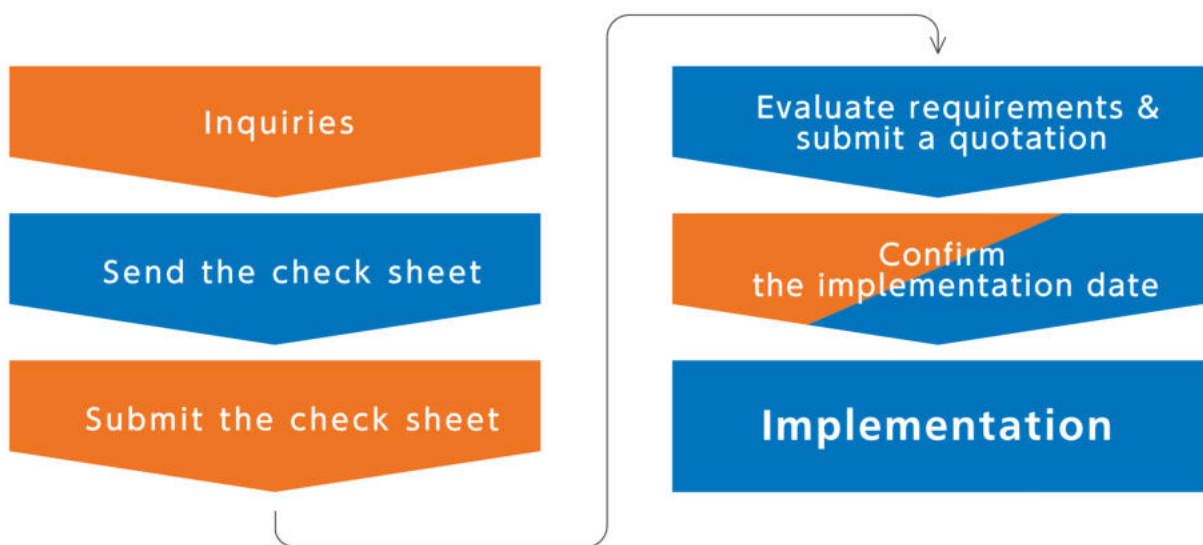 Inquiries
Send the check sheet
Submit the check sheet
Evaluate requirements &
submit a quotation
Confirm
the implementation date
Implementation